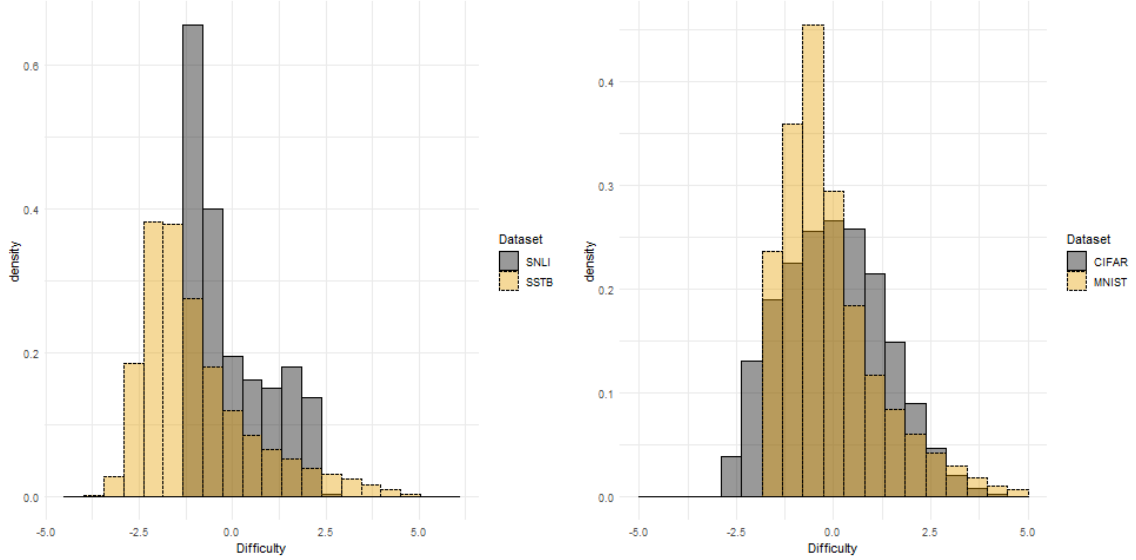 0.6
0.4
0.2
0.0
density
-5.0
-2.5
0.0
2.5
5.0
Difficulty
Dataset
SNLI
SSTB
0.4
0.3
0.2
0.1
0.0
density
-5.0
-2.5
0.0
2.5
5.0
Difficulty
Dataset
CIFAR
MNIST